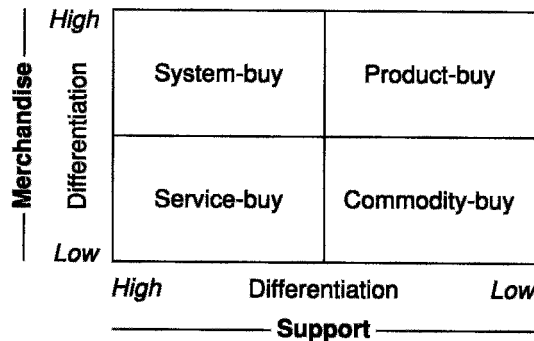 High
System-buy
Product-buy
Merchandise
Differentiation
Service-buy
Commodity-buy
Low
High
Differentiation
Low
Support